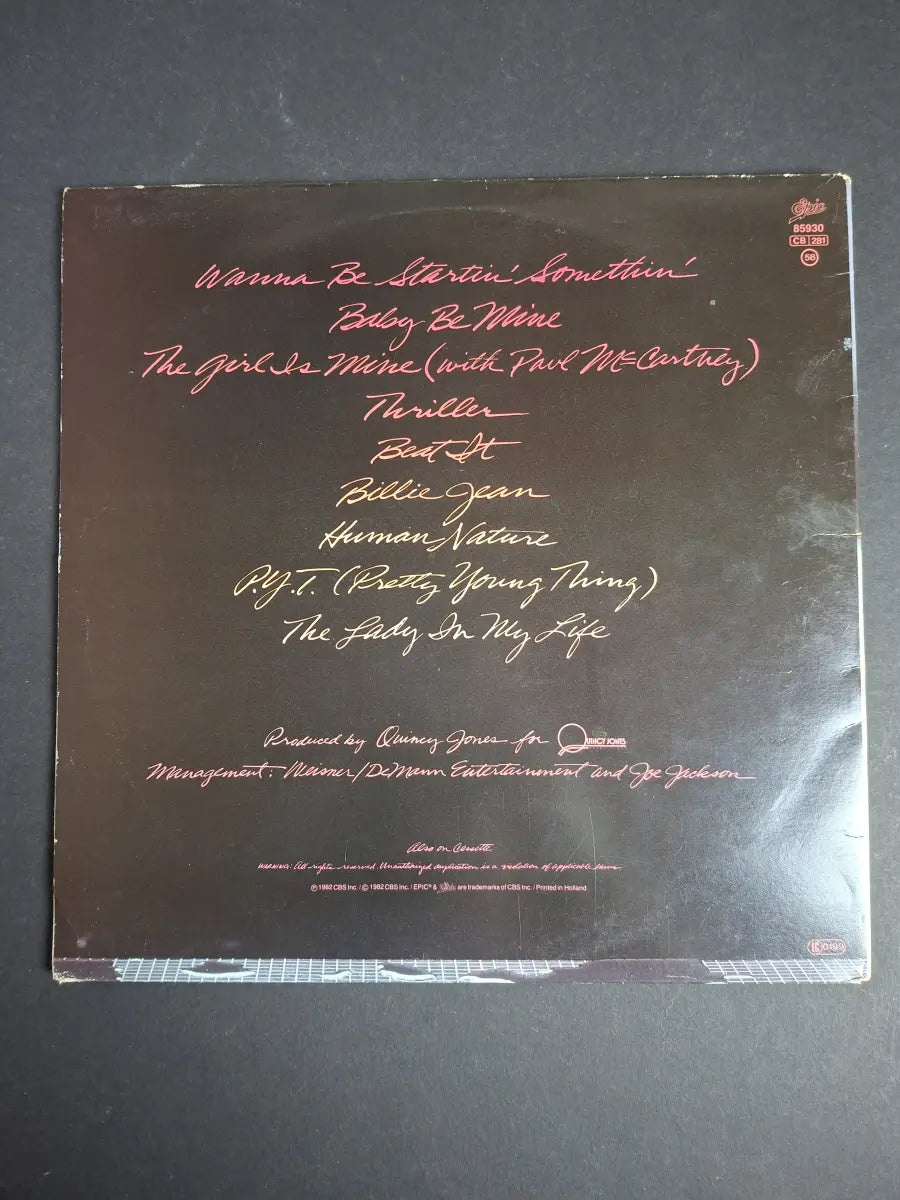 Epic
85930
CB 281
58
Wanna Be Startin' Somethin'
Baby Be Mine
The Girl Is Mine (with Paul McCartney)
Thriller
Beat It
Billie Jean
Human Nature
P.Y.T. (Pretty Young Thing)
The Lady In My Life
Produced by Quincy Jones for QUINCY JONES
Management: Weisner/DeMann Entertainment and Joe Jackson
Also on Cassette
WARNING: All rights reserved. Unauthorized duplication is a violation of applicable laws.
℗ 1982 CBS Inc. / © 1982 CBS Inc. / EPIC® & Epic are trademarks of CBS Inc. / Printed in Holland
LC 0199